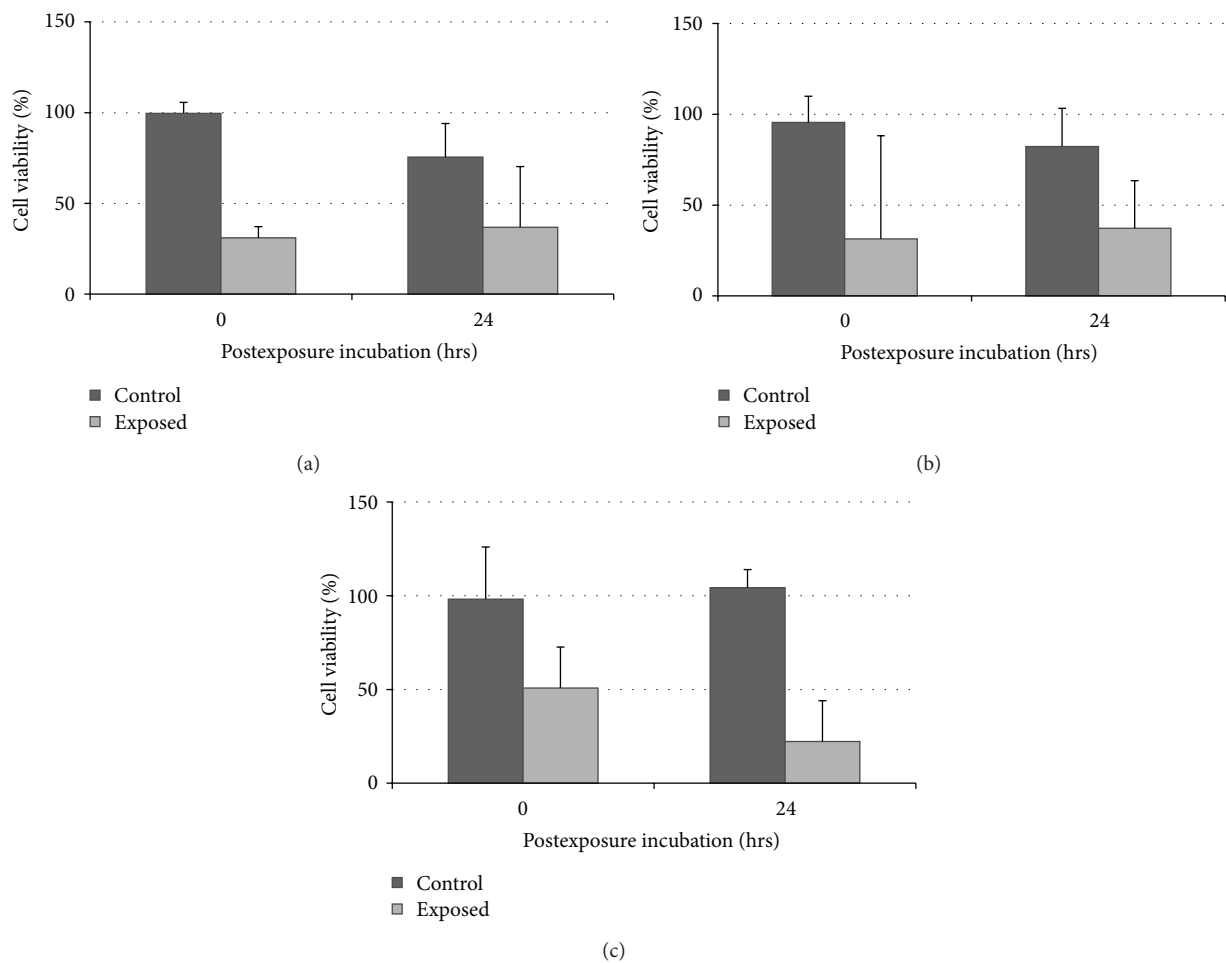 150
100
50
0
Cell viability (%)
0
24
Postexposure incubation (hrs)
Control
Exposed
(a)
150
100
50
0
Cell viability (%)
0
24
Postexposure incubation (hrs)
Control
Exposed
(b)
150
100
50
0
Cell viability (%)
0
24
Postexposure incubation (hrs)
Control
Exposed
(c)